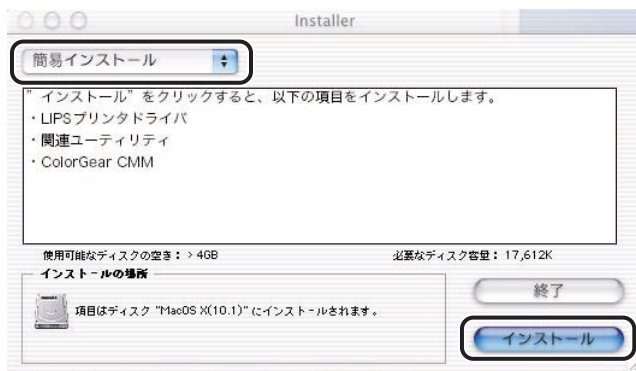 Installer
簡易インストール
"インストール"をクリックすると、以下の項目をインストールします。
・LIPSプリンタドライバ
・関連ユーティリティ
・ColorGear CMM
使用可能なディスクの空き：> 4GB
必要なディスク容量：17,612K
インストールの場所
項目はディスク "MacOS X(10.1)" にインストールされます。
終了
インストール